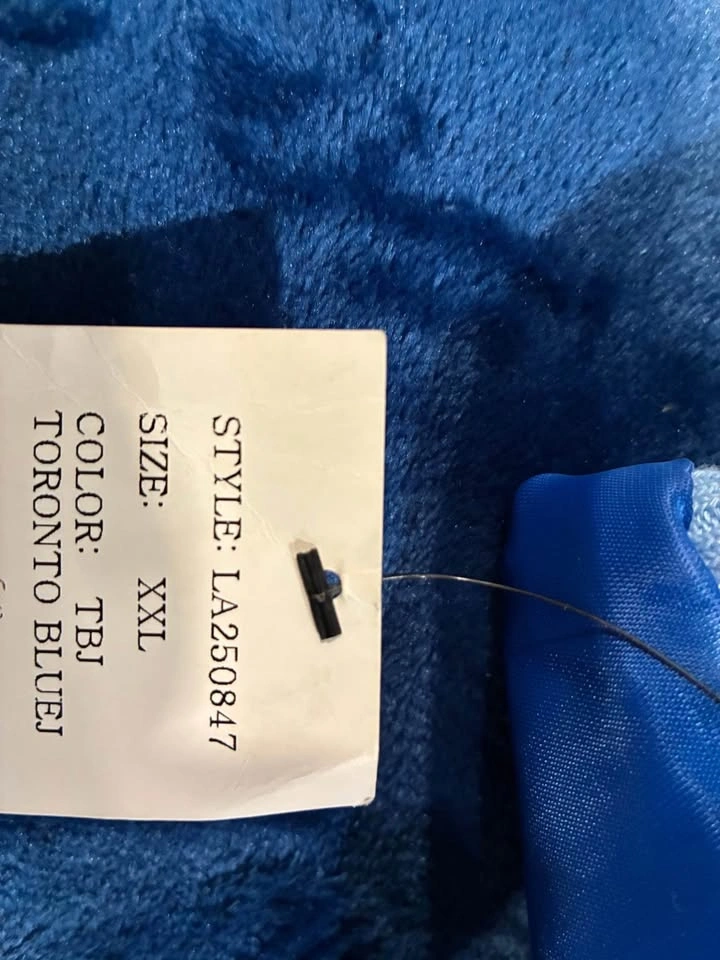 STYLE: LA250847
SIZE: XXL
COLOR: TBJ
TORONTO BLUEJ